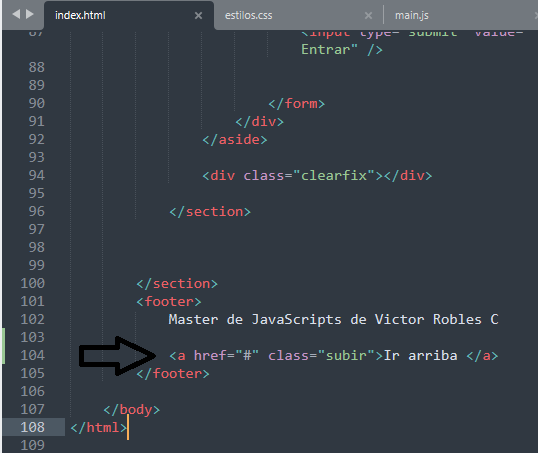 index.html × estilos.css × main.js
87 <input type="submit" value="
Entrar" />
88
89
90 </form>
91 </div>
92 </aside>
93
94 <div class="clearfix"></div>
95
96 </section>
97
98
99
100 </section>
101 <footer>
102 Master de JavaScripts de Victor Robles C
103
104 <a href="#" class="subir">Ir arriba </a>
105 </footer>
106
107 </body>
108 </html>
109